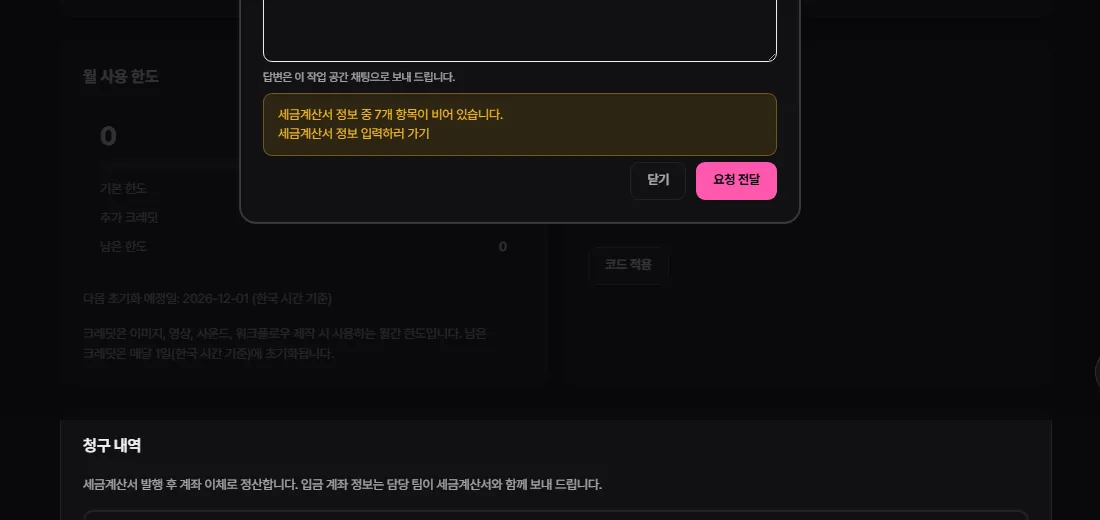 답변은 이 작업 공간 채팅으로 보내 드립니다.
세금계산서 정보 중 7개 항목이 비어 있습니다.
세금계산서 정보 입력하러 가기
닫기
요청 전달
월 사용 한도
0
기본 한도
추가 크레딧
남은 한도
0
다음 초기화 예정일: 2026-12-01 (한국 시간 기준)
크레딧은 이미지, 영상, 사운드, 워크플로우 제작 시 사용하는 월간 한도입니다. 남은
크레딧은 매달 1일(한국 시간 기준)에 초기화됩니다.
코드 적용
청구 내역
세금계산서 발행 후 계좌 이체로 정산합니다. 입금 계좌 정보는 담당 팀이 세금계산서와 함께 보내 드립니다.